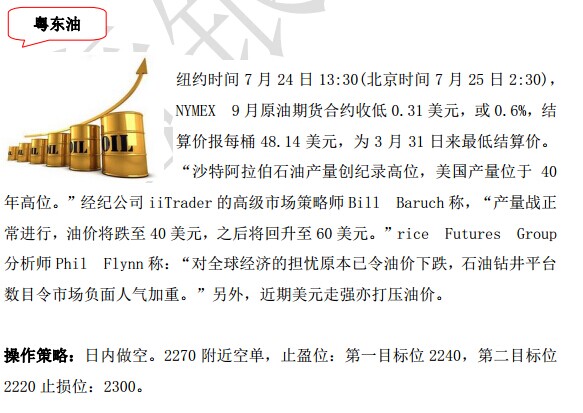 粤东油
纽约时间 7 月 24 日 13:30(北京时间 7 月 25 日 2:30)，
NYMEX 9 月原油期货合约收低 0.31 美元，或 0.6%，结
算价报每桶 48.14 美元，为 3 月 31 日来最低结算价。
“沙特阿拉伯石油产量创纪录高位，美国产量位于 40
年高位。”经纪公司 iiTrader 的高级市场策略师 Bill Baruch 称，“产量战正
常进行，油价将跌至 40 美元，之后将回升至 60 美元。”rice Futures Group
分析师 Phil Flynn 称：“对全球经济的担忧原本已令油价下跌，石油钻井平台
数目令市场负面人气加重。”另外，近期美元走强亦打压油价。
操作策略：日内做空。2270 附近空单，止盈位：第一目标位 2240，第二目标位
2220 止损位：2300。
OIL
OIL